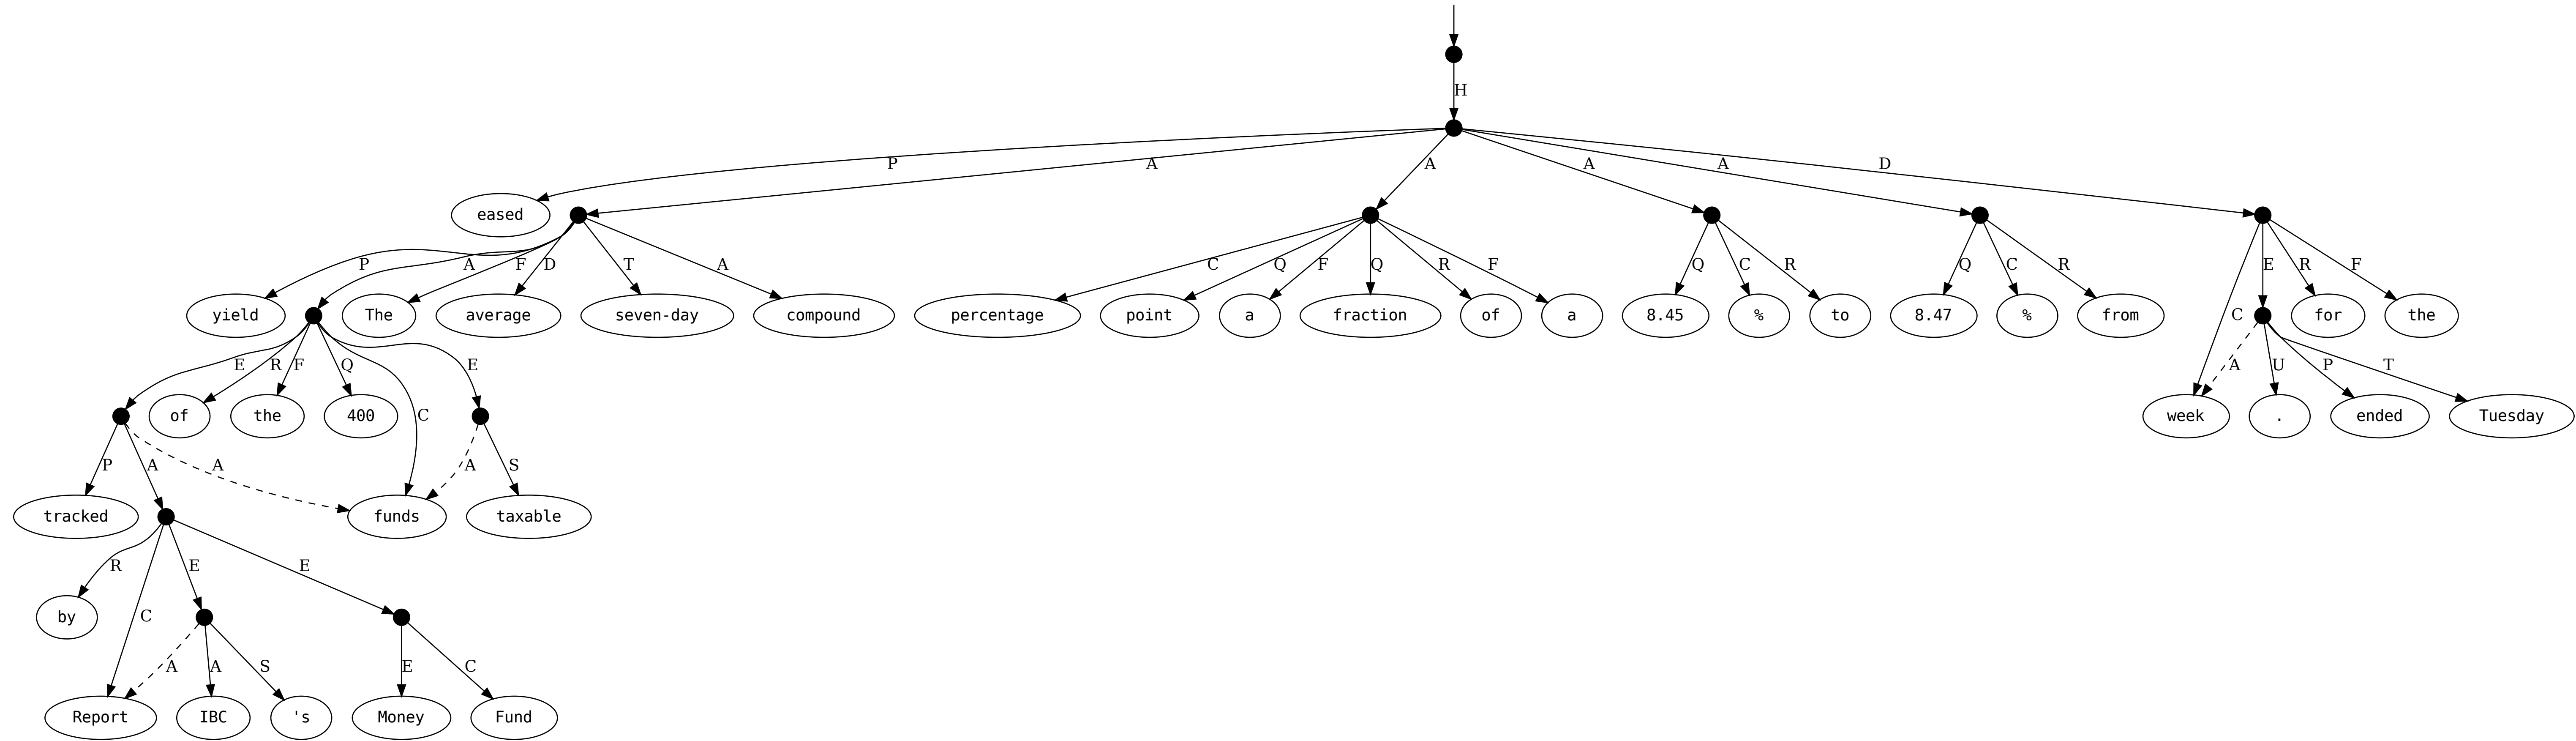 H
P A A A A D
eased
P A F D T A C Q F Q R F Q C R Q C R C E R F
yield The average seven-day compound percentage point a fraction of a 8.45 % to 8.47 % from for the
E R F Q C E A U P T
of the 400 week . ended Tuesday
P A A A S
tracked funds taxable
R C E E
by
A A S E C
Report IBC 's Money Fund